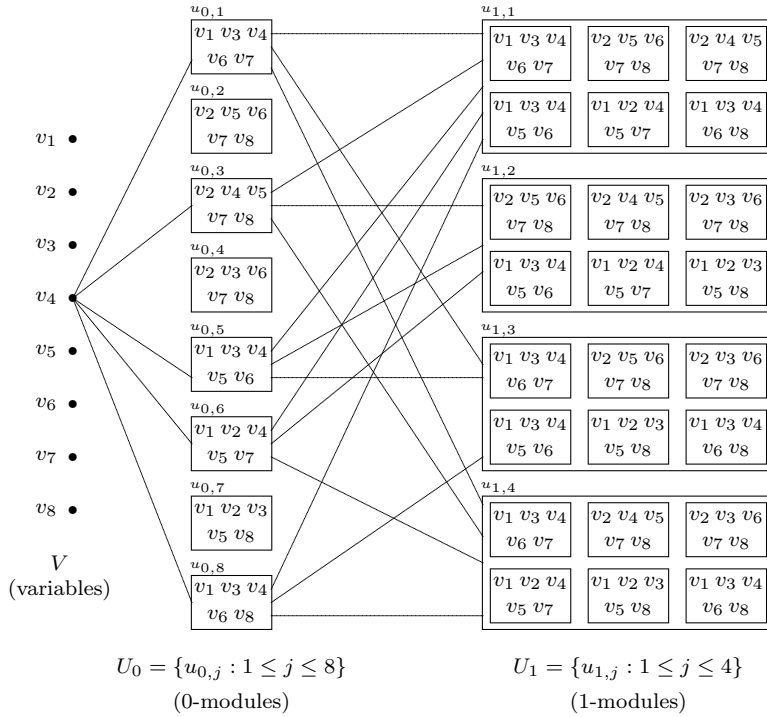 u₀,₁
v₁ v₃ v₄
v₆ v₇
u₀,₂
v₂ v₅ v₆
v₇ v₈
u₀,₃
v₂ v₄ v₅
v₇ v₈
u₀,₄
v₂ v₃ v₆
v₇ v₈
u₀,₅
v₁ v₃ v₄
v₅ v₆
u₀,₆
v₁ v₂ v₄
v₅ v₇
u₀,₇
v₁ v₂ v₃
v₅ v₈
u₀,₈
v₁ v₃ v₄
v₆ v₈
v₁
v₂
v₃
v₄
v₅
v₆
v₇
v₈
V
(variables)
u₁,₁
v₁ v₃ v₄ v₂ v₅ v₆ v₂ v₄ v₅
v₆ v₇ v₇ v₈ v₇ v₈
v₁ v₃ v₄ v₁ v₂ v₄ v₁ v₃ v₄
v₅ v₆ v₅ v₇ v₆ v₈
u₁,₂
v₂ v₅ v₆ v₂ v₄ v₅ v₂ v₃ v₆
v₇ v₈ v₇ v₈ v₇ v₈
v₁ v₃ v₄ v₁ v₂ v₄ v₁ v₂ v₃
v₅ v₆ v₅ v₇ v₅ v₈
u₁,₃
v₁ v₃ v₄ v₂ v₅ v₆ v₂ v₃ v₆
v₆ v₇ v₇ v₈ v₇ v₈
v₁ v₃ v₄ v₁ v₂ v₃ v₁ v₃ v₄
v₅ v₆ v₅ v₈ v₆ v₈
u₁,₄
v₁ v₃ v₄ v₂ v₄ v₅ v₂ v₃ v₆
v₆ v₇ v₇ v₈ v₇ v₈
v₁ v₂ v₄ v₁ v₂ v₃ v₁ v₃ v₄
v₅ v₇ v₅ v₈ v₆ v₈
U₀ = {u₀,ⱼ : 1 ≤ j ≤ 8}
(0-modules)
U₁ = {u₁,ⱼ : 1 ≤ j ≤ 4}
(1-modules)